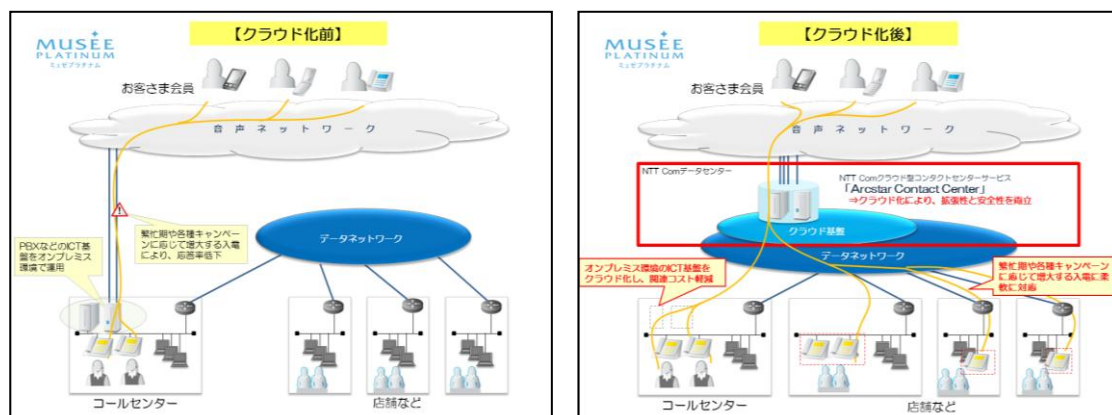 【クラウド化前】
MUSÉE
PLATINUM
ミュゼプラチナム
お客さま会員
音声ネットワーク
繁忙期や各種キャンペー
ンに応じて増大する入電
により、応答率低下
PBXなどのICT基
盤をオンプレミス
環境で運用
データネットワーク
コールセンター
店舗など
【クラウド化後】
MUSÉE
PLATINUM
ミュゼプラチナム
お客さま会員
音声ネットワーク
NTT Comデータセンター
NTT Comクラウド型コンタクトセンターサービス
「Arcstar Contact Center」
⇒クラウド化により、拡張性と安全性を両立
クラウド基盤
データネットワーク
オンプレミス環境のICT基盤を
クラウド化し、関連コスト軽減
繁忙期や各種キャンペーン
に応じて増大する入電に柔
軟に対応
コールセンター
店舗など